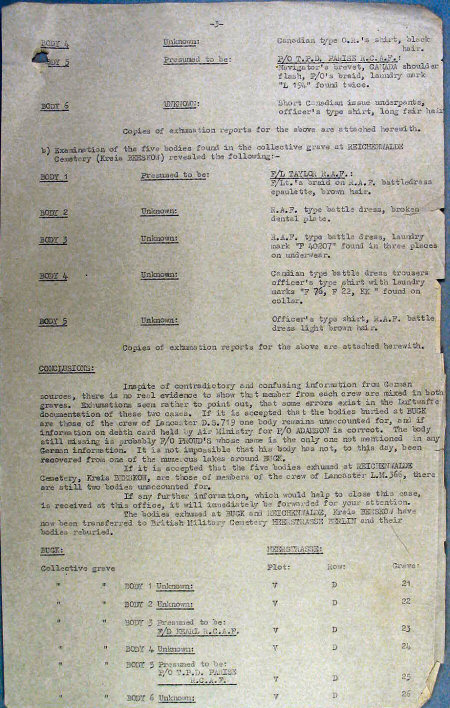 -3-
BODY 4 Unknown: Canadian type O.R.'s shirt, black
hair.
BODY 5 Presumed to be: P/O T.P.D. PARISE R.C.A.F.:
Navigator's brevet, CANADA shoulder
flash, F/O's braid, laundry mark
"L 194" found twice.
BODY 6 UNKNOWN: Short Canadian issue underpants,
officer's type shirt, long fair hair
Copies of exhumation reports for the above are attached herewith.
b) Examination of the five bodies found in the collective grave at REICHENWALDE
Cemetery (Kreis BEESKOW) revealed the following:-
BODY 1 Presumed to be: F/L TAYLOR R.A.F.:
F/Lt.'s braid on R.A.F. battledress
epaulette, brown hair.
BODY 2 Unknown: R.A.F. type battle dress, broken
dental plate.
BODY 3 Unknown: R.A.F. type battle dress, laundry
mark "F 40207" found in three places
on underwear.
BODY 4 Unknown: Candian type battle dress trousers
officer's type shirt with laundry
marks "F 76, F 22, KK " found on
collar.
BODY 5 Unknown: Officer's type shirt, R.A.F. battle
dress light brown hair.
Copies of exhumation reports for the above are attached herewith.
CONCLUSIONS:
Inspite of contradictory and confusing information from German
sources, there is no real evidence to show that member from each crew are mixed in both
graves. Exhumations seem rather to point out, that some errors exist in the Luftwaffe
documentation of these two cases. If it is accepted that the bodies buried at BUGK
are those of the crew of Lancaster D.S.719 one body remains unaccounted for, and if
information on death card held by Air Ministry for P/O ADAMSON is correct. The body
still missing is probably F/O PROUD'S whose name is the only one not mentioned in any
German information. It is not impossible that his body has not, to this day, been
recovered from one of the numerous lakes around BUGK.
If it is accepted that the five bodies exhumed at REICHENWALDE
Cemetery, Kreis BEESKOW, are those of members of the crew of Lancaster L.M.366, there
are still two bodies unaccounted for.
If any further information, which would help to close this case,
is received at this office, it will immediately be forwarded for your attention.
The bodies exhumed at BUGK and REICHENWALDE, Kreis BEESKOW have
now been transferred to British Military Cemetery HEERSTRASSE BERLIN and their
bodies reburied.
BUGK: HEERSTRASSE:
Collective grave Plot: Row: Grave:
" " BODY 1 Unknown: V D 21
" " BODY 2 Unknown: V D 22
" " BODY 3 Presumed to be:
F/O PEARL R.C.A.F. V D 23
" " BODY 4 Unknown: V D 24
" " BODY 5 Presumed to be:
P/O T.P.D. PARISE
R.C.A.F. V D 25
" " BODY 6 Unknown: V D 26